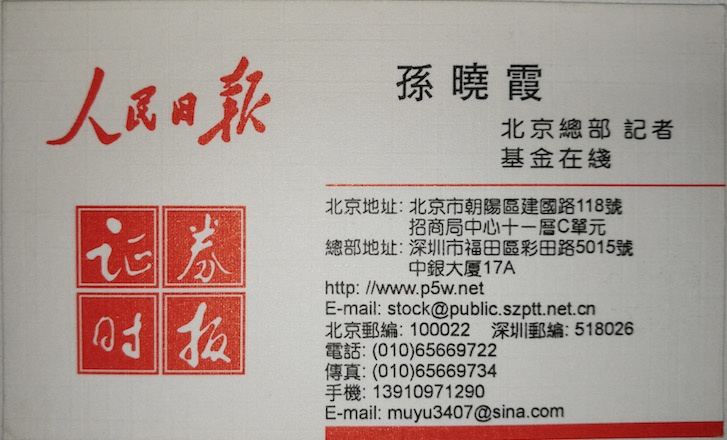 人民日报
孫曉霞
北京總部 記者
基金在綫
证券
时报
北京地址: 北京市朝陽區建國路118號
招商局中心十一層C單元
總部地址: 深圳市福田區彩田路5015號
中銀大厦17A
http: //www.p5w.net
E-mail: stock@public.szptt.net.cn
北京郵編: 100022 深圳郵編: 518026
電話: (010)65669722
傳真: (010)65669734
手機: 13910971290
E-mail: muyu3407@sina.com